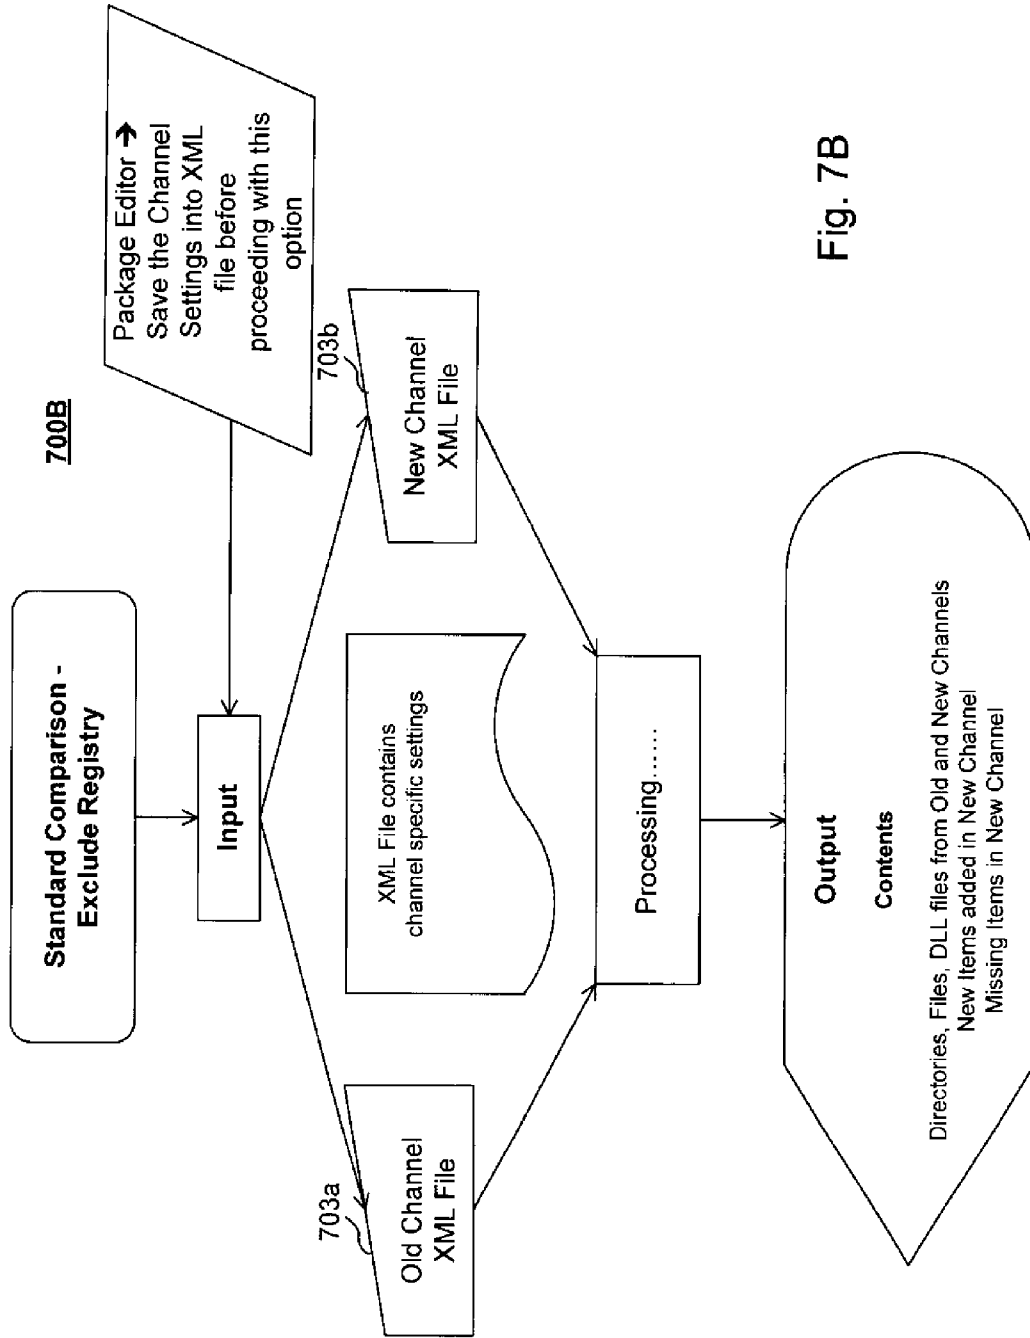 700B
Standard Comparison -
Exclude Registry
Package Editor ➔
Save the Channel
Settings into XML
file before
proceeding with this
option
Input
703a
703b
Old Channel
XML File
XML File contains
channel specific settings
New Channel
XML File
Processing......
Output
Contents
Directories, Files, DLL files from Old and New Channels
New Items added in New Channel
Missing Items in New Channel
Fig. 7B